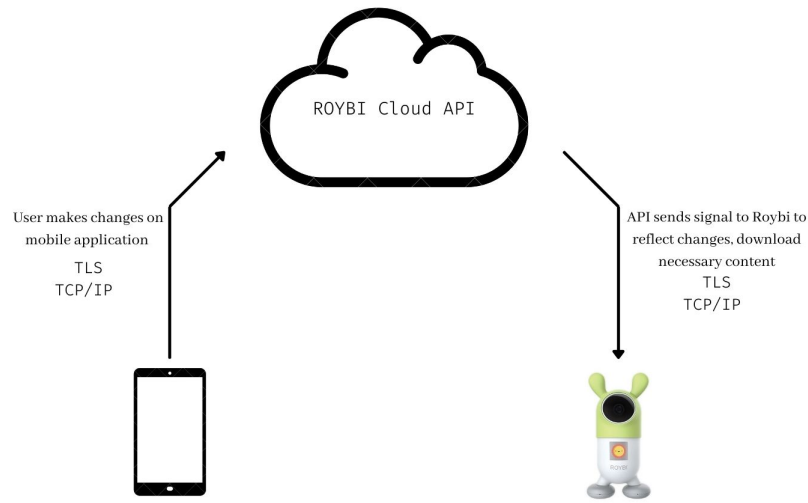 ROYBI Cloud API
User makes changes on
mobile application
TLS
TCP/IP
API sends signal to Roybi to
reflect changes, download
necessary content
TLS
TCP/IP
ROYBI